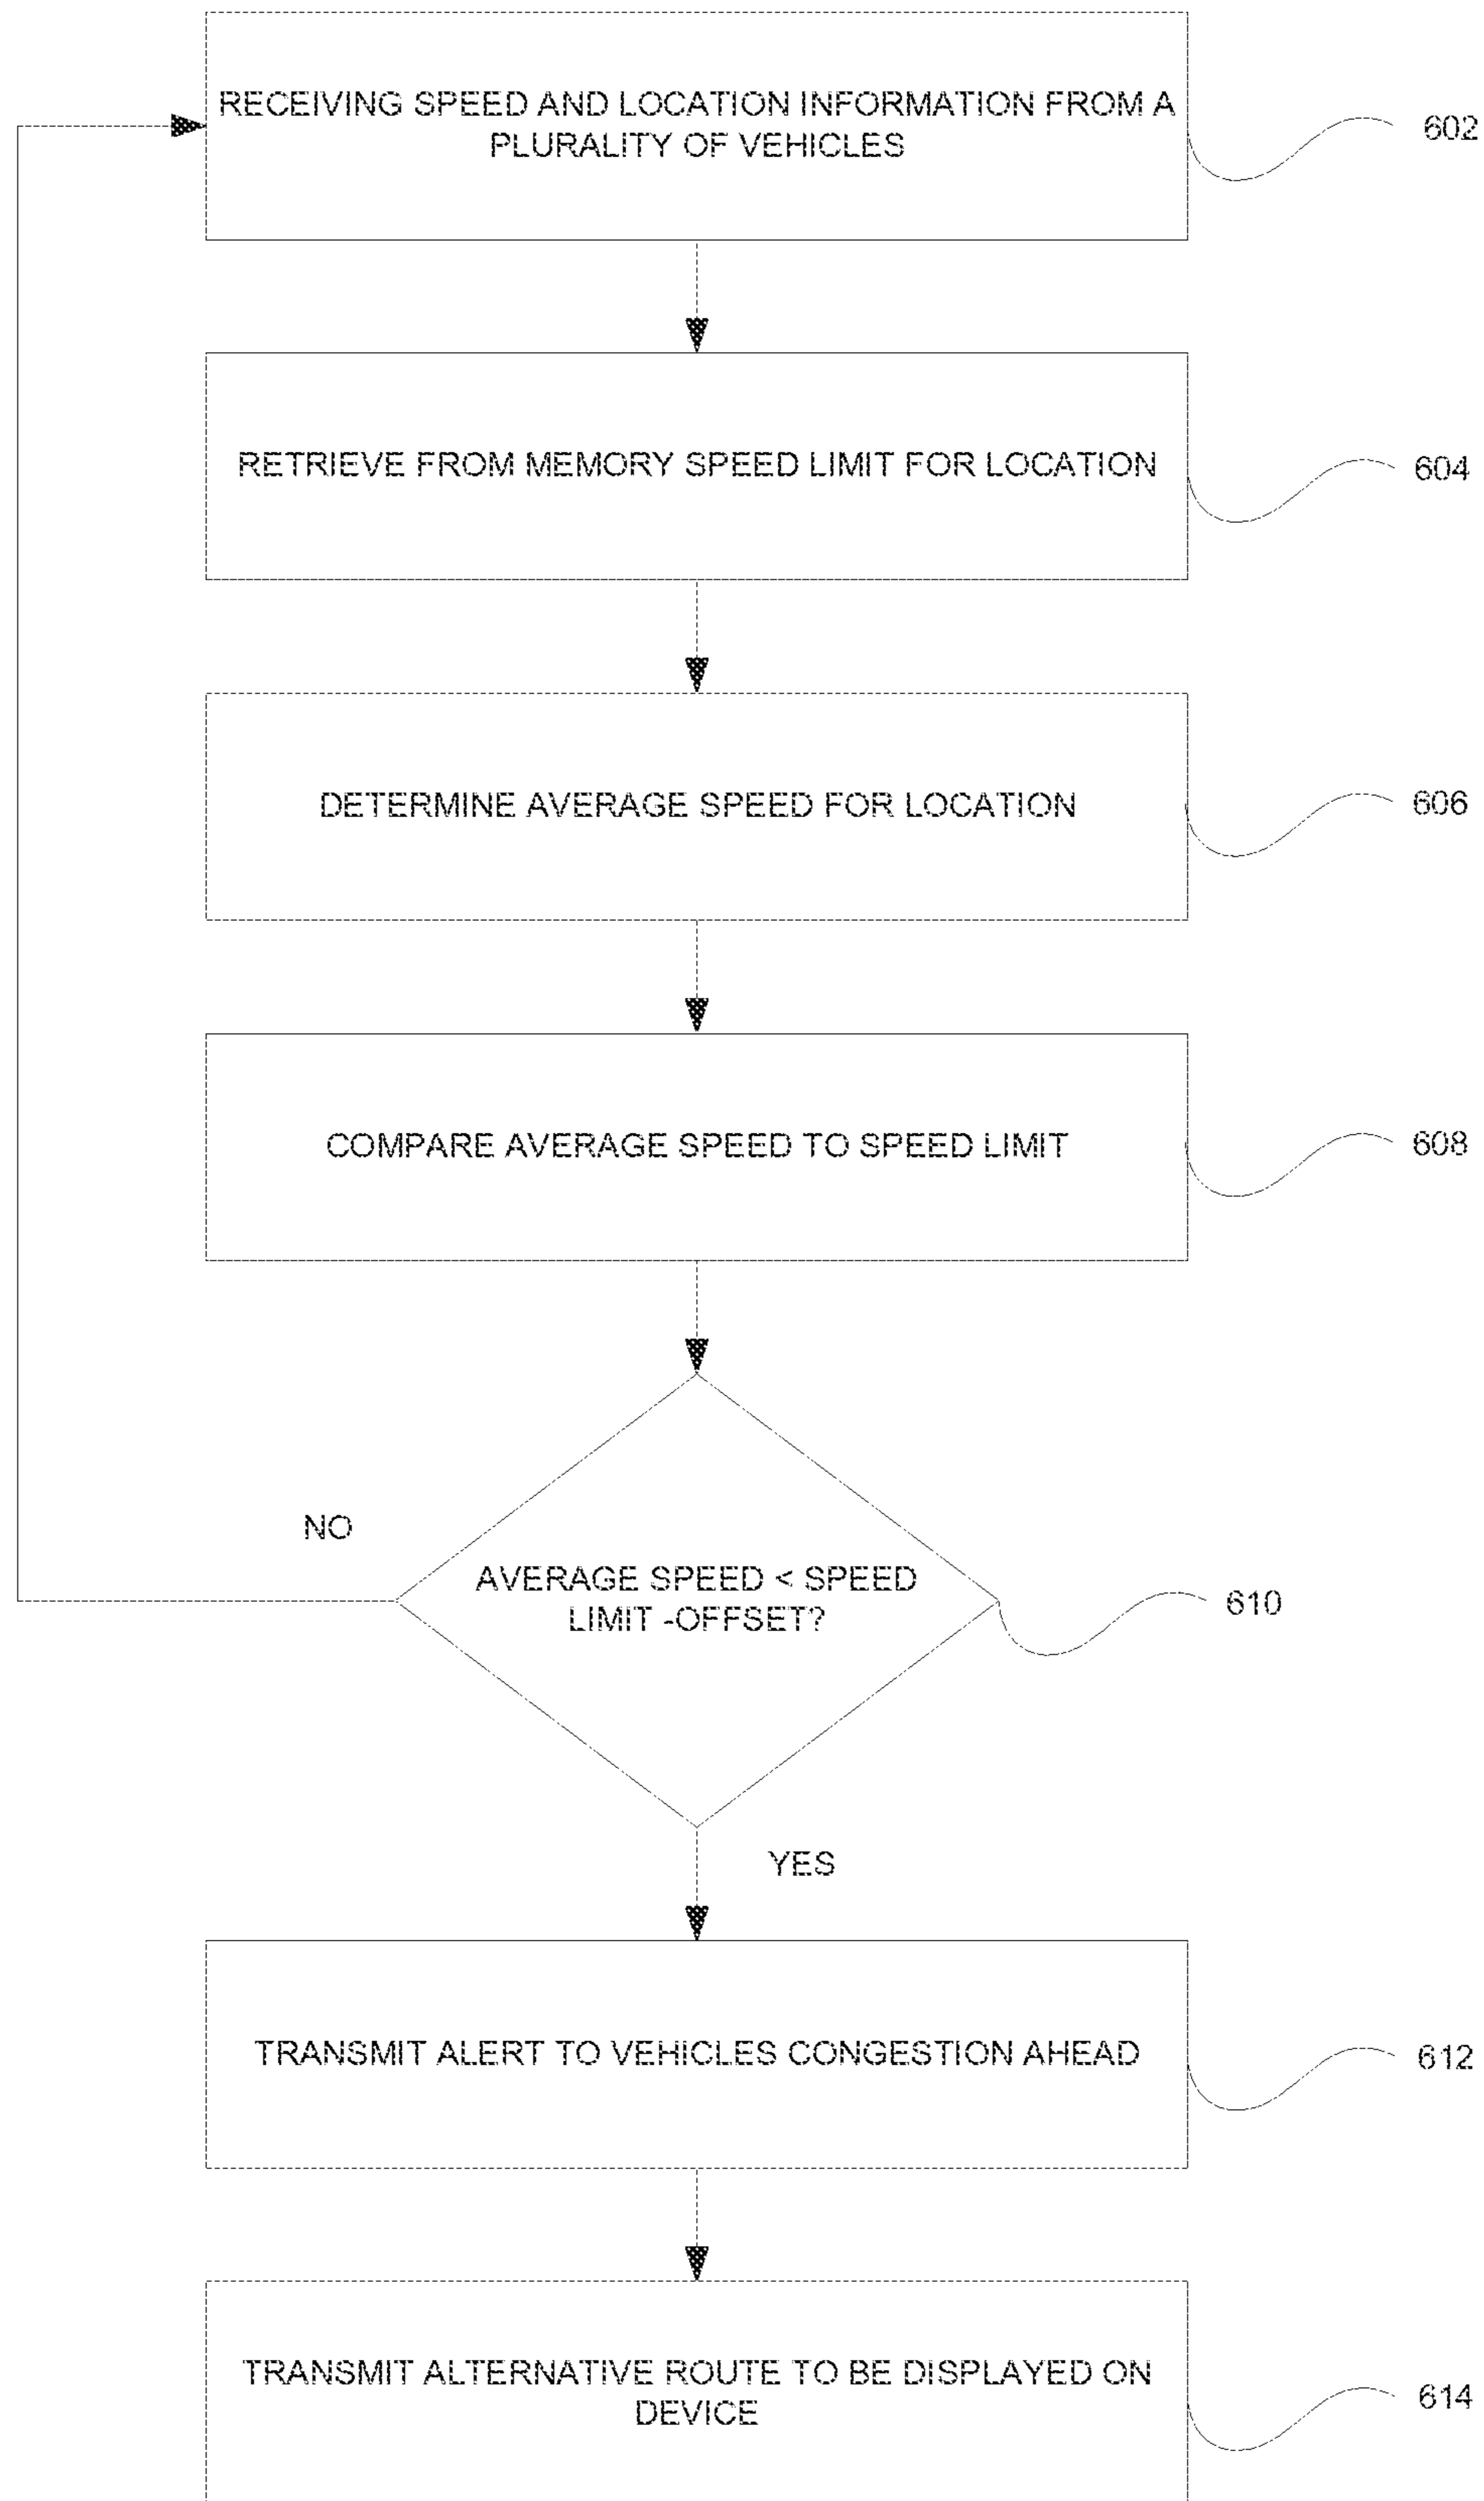 RECEIVING SPEED AND LOCATION INFORMATION FROM A
PLURALITY OF VEHICLES
602
RETRIEVE FROM MEMORY SPEED LIMIT FOR LOCATION
604
DETERMINE AVERAGE SPEED FOR LOCATION
606
COMPARE AVERAGE SPEED TO SPEED LIMIT
608
NO
AVERAGE SPEED < SPEED
LIMIT -OFFSET?
610
YES
TRANSMIT ALERT TO VEHICLES CONGESTION AHEAD
612
TRANSMIT ALTERNATIVE ROUTE TO BE DISPLAYED ON
DEVICE
614